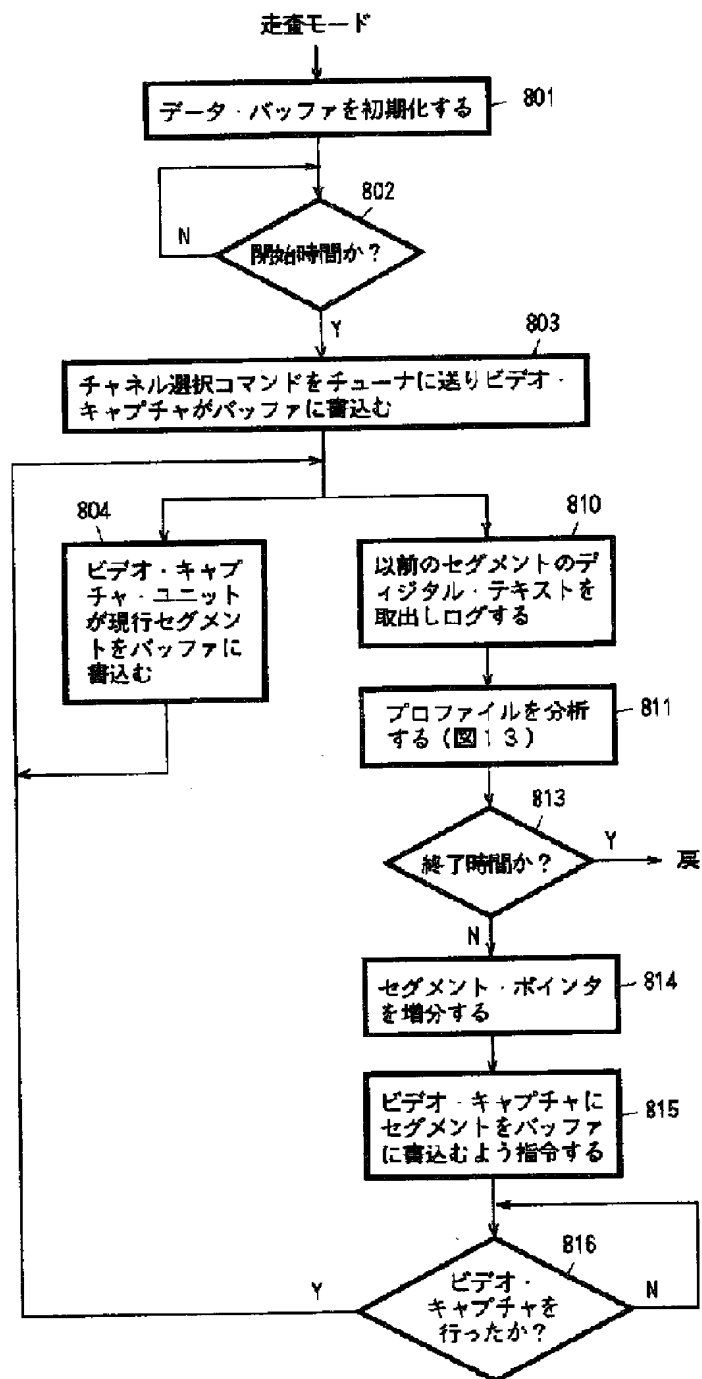 走査モード
データ・バッファを初期化する
801
802
開始時間か?
N
Y
803
チャネル選択コマンドをチューナに送りビデオ・
キャプチャがバッファに書込む
804
ビデオ・キャプ
チャ・ユニット
が現行セグメン
トをバッファに
書込む
810
以前のセグメントのデ
ィジタル・テキストを
取出しログする
811
プロファイルを分析
する(図13)
813
終了時間か?
Y
戻
N
814
セグメント・ポインタ
を増分する
815
ビデオ・キャプチャに
セグメントをバッファ
に書込むよう指令する
816
ビデオ・
キャプチャを
行ったか?
Y
N